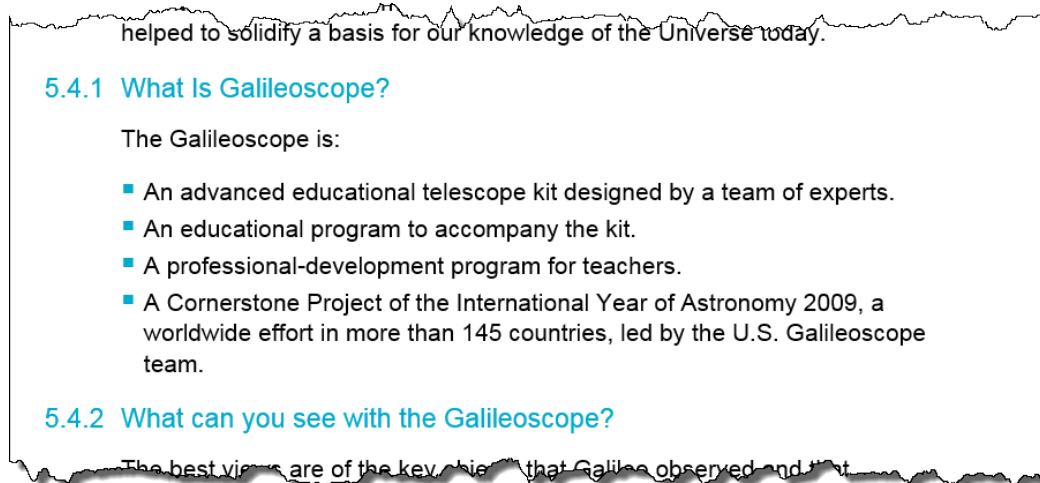 helped to solidify a basis for our knowledge of the Universe today.
5.4.1 What Is Galileoscope?
The Galileoscope is:
▪ An advanced educational telescope kit designed by a team of experts.
▪ An educational program to accompany the kit.
▪ A professional-development program for teachers.
▪ A Cornerstone Project of the International Year of Astronomy 2009, a
worldwide effort in more than 145 countries, led by the U.S. Galileoscope
team.
5.4.2 What can you see with the Galileoscope?
The best views are of the key that Galileo observed and that